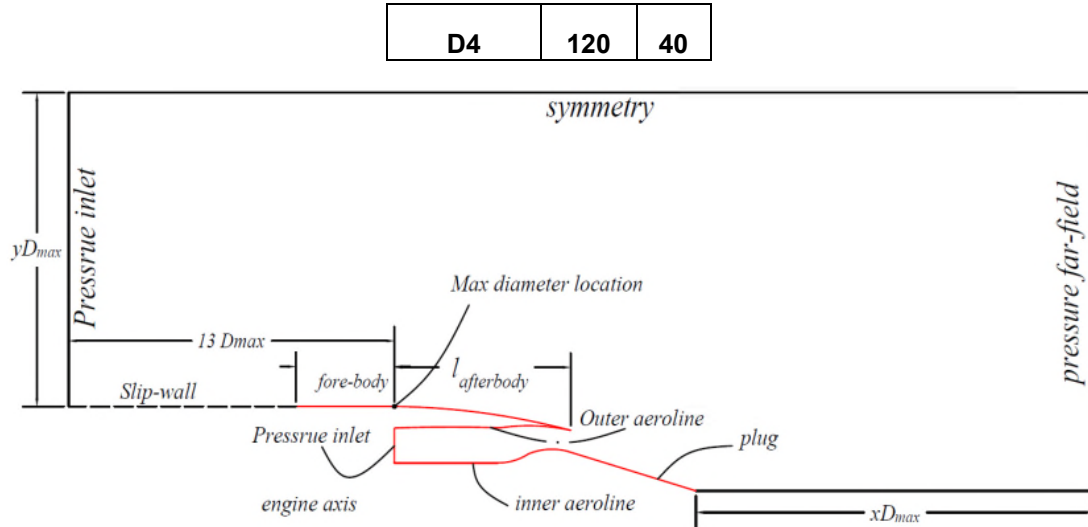 D4 120 40
symmetry
Pressrue inlet
pressure far-field
yDmax
Max diameter location
13 Dmax
lafterbody
fore-body
Slip-wall
Outer aeroline
Pressrue inlet
plug
engine axis
inner aeroline
xDmax